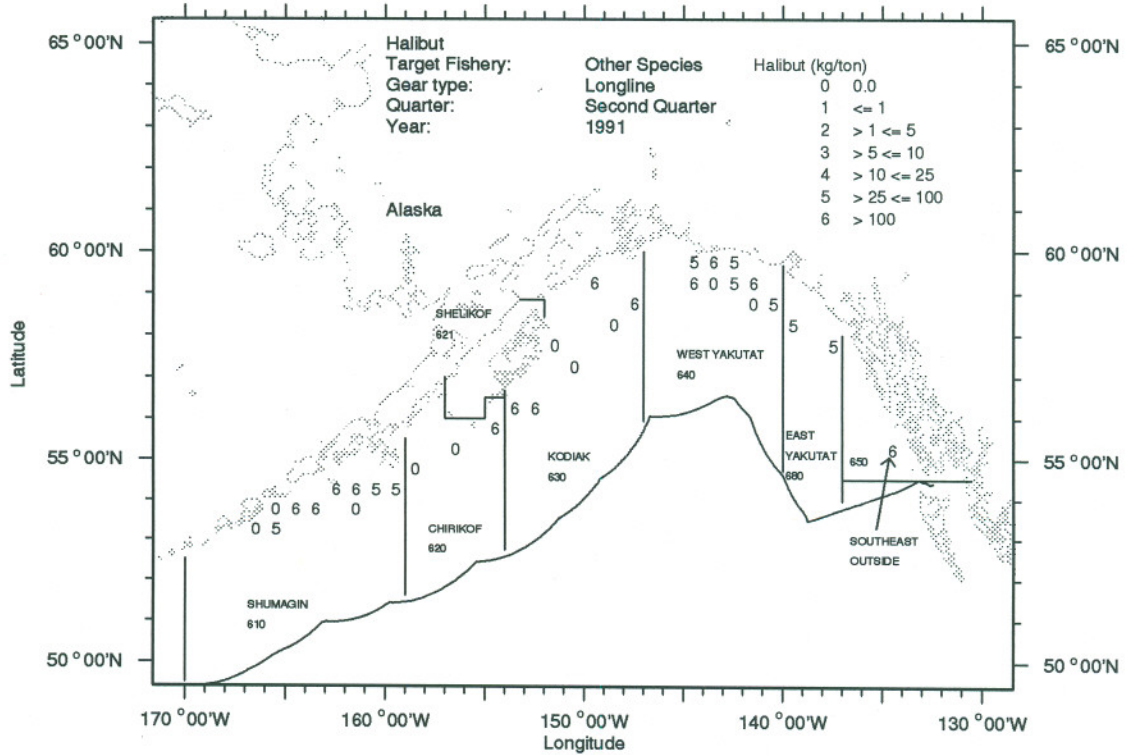 65 °00'N
65 °00'N
Halibut
Target Fishery: Other Species
Gear type: Longline
Quarter: Second Quarter
Year: 1991
Halibut (kg/ton)
0 0.0
1 <= 1
2 > 1 <= 5
3 > 5 <= 10
4 > 10 <= 25
5 > 25 <= 100
6 > 100
Alaska
60 °00'N
60 °00'N
5 6 5
6 0 5 6
0 5
6
6
0
5
5
SHELIKOF
621
0
0
WEST YAKUTAT
640
Latitude
6 6
6
0
EAST
YAKUTAT
680
650
6
55 °00'N
55 °00'N
KODIAK
630
0
6 6 5 5
0 6 6 0
0 5
CHIRIKOF
620
SOUTHEAST
OUTSIDE
SHUMAGIN
610
50 °00'N
50 °00'N
170 °00'W
160 °00'W
150 °00'W
140 °00'W
130 °00'W
Longitude